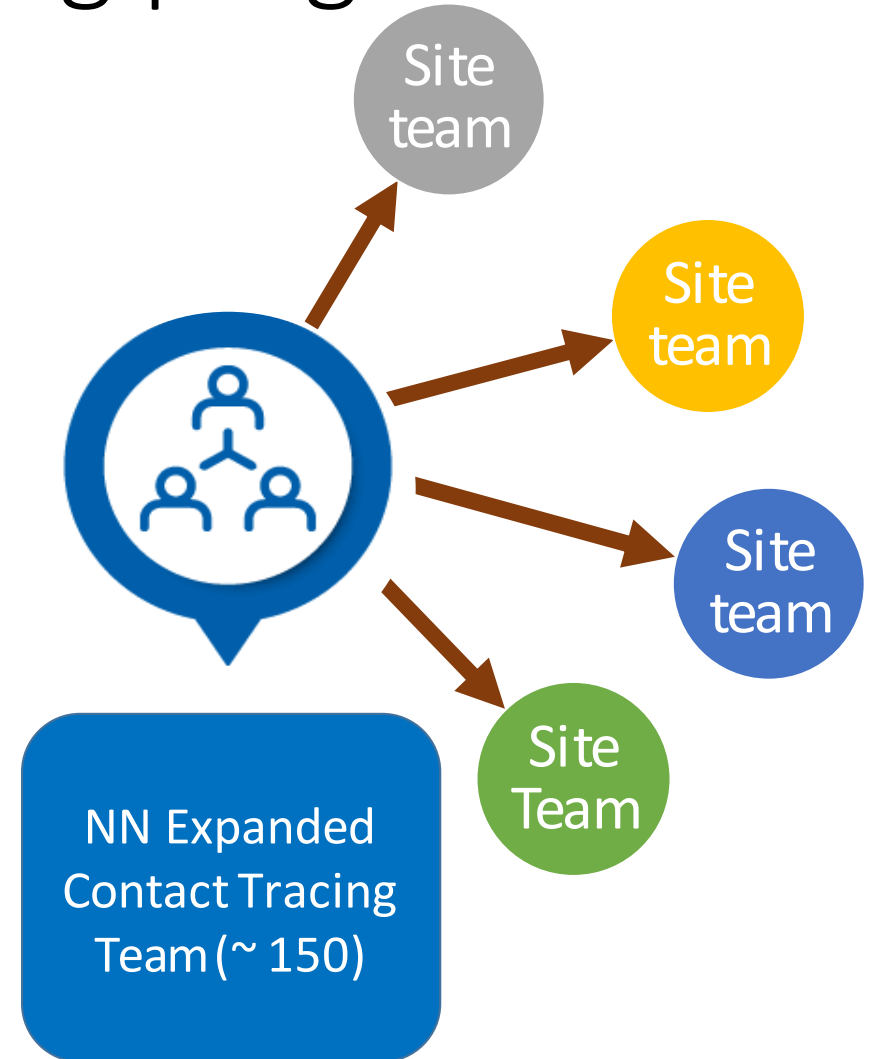 Site
team
Site
team
Site
team
Site
Team
NN Expanded
Contact Tracing
Team (~ 150)